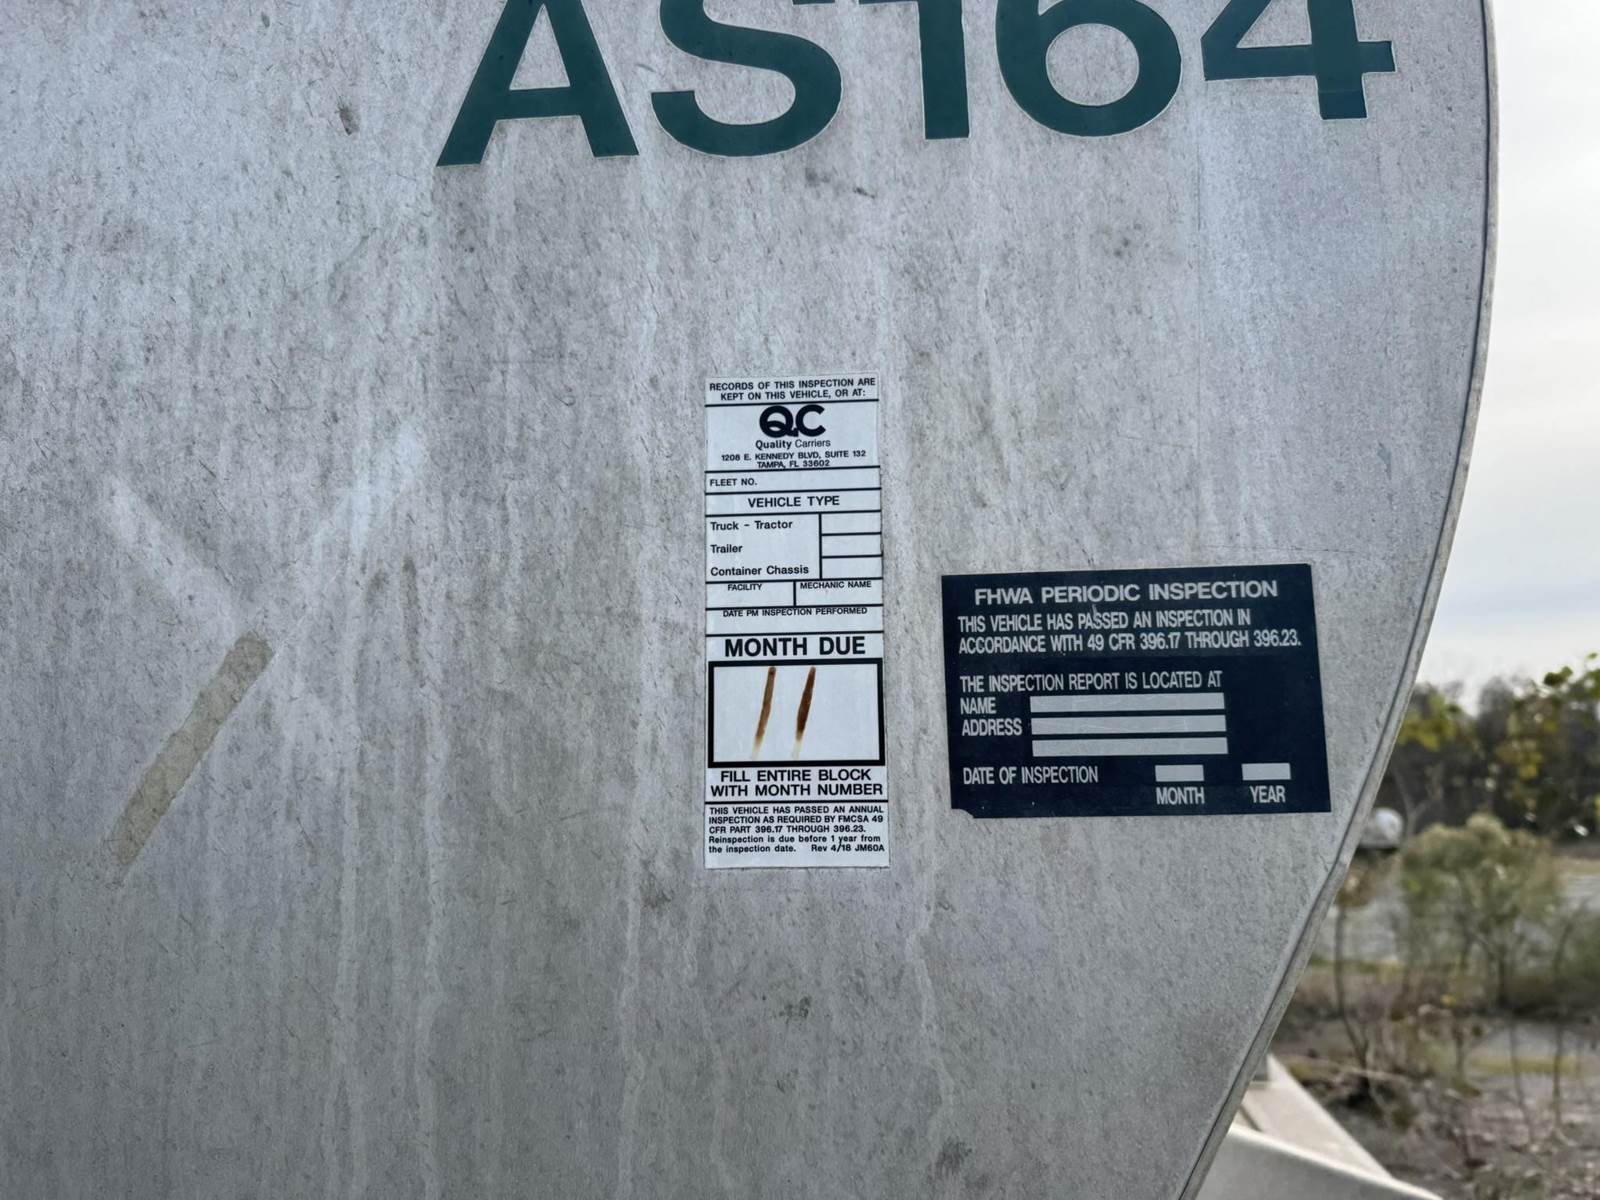 AS164
RECORDS OF THIS INSPECTION ARE
KEPT ON THIS VEHICLE, OR AT:
QC
Quality Carriers
1208 E. KENNEDY BLVD, SUITE 132
TAMPA, FL 33602
FLEET NO.
VEHICLE TYPE
Truck - Tractor
Trailer
Container Chassis
FACILITY
MECHANIC NAME
DATE PM INSPECTION PERFORMED
MONTH DUE
11
FILL ENTIRE BLOCK
WITH MONTH NUMBER
THIS VEHICLE HAS PASSED AN ANNUAL
INSPECTION AS REQUIRED BY FMCSA 49
CFR PART 396.17 THROUGH 396.23.
Reinspection is due before 1 year from
the inspection date. Rev 4/18 JM60A
FHWA PERIODIC INSPECTION
THIS VEHICLE HAS PASSED AN INSPECTION IN
ACCORDANCE WITH 49 CFR 396.17 THROUGH 396.23.
THE INSPECTION REPORT IS LOCATED AT
NAME
ADDRESS
DATE OF INSPECTION
MONTH YEAR